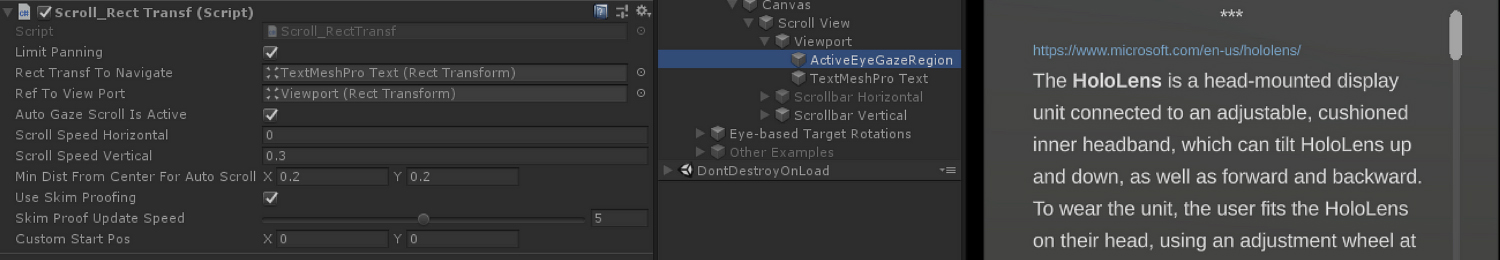 Scroll_Rect Transf (Script)
Script
Scroll_RectTransf
Limit Panning
Rect Transf To Navigate
TextMeshPro Text (Rect Transform)
Ref To View Port
Viewport (Rect Transform)
Auto Gaze Scroll Is Active
Scroll Speed Horizontal
0
Scroll Speed Vertical
0.3
Min Dist From Center For Auto Scroll X 0.2 Y 0.2
Use Skim Proofing
Skim Proof Update Speed
5
Custom Start Pos
X 0 Y 0
Canvas
Scroll View
Viewport
ActiveEyeGazeRegion
TextMeshPro Text
Scrollbar Horizontal
Scrollbar Vertical
Eye-based Target Rotations
Other Examples
DontDestroyOnLoad
***
https://www.microsoft.com/en-us/hololens/
The HoloLens is a head-mounted display
unit connected to an adjustable, cushioned
inner headband, which can tilt HoloLens up
and down, as well as forward and backward.
To wear the unit, the user fits the HoloLens
on their head, using an adjustment wheel at